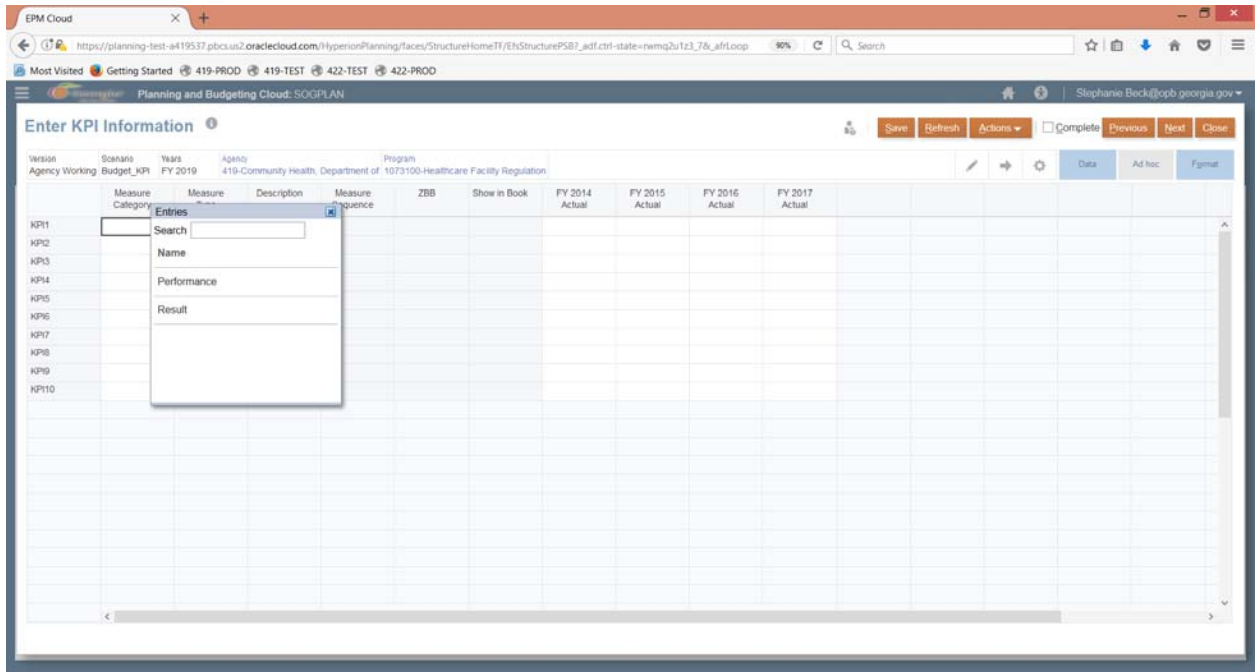 EPM Cloud
https://planning-test-a419537.pbcs.us2.oraclecloud.com/HyperionPlanning/faces/StructureHomeTF/EfsStructurePSB?_adf.ctrl-state=rwmq2u1z3_7&_afrLoop 90% Search
Most Visited Getting Started 419-PROD 419-TEST 422-TEST 422-PROD
Planning and Budgeting Cloud: SOGPLAN Stephanie.Beck@opb.georgia.gov
Enter KPI Information Save Refresh Actions Complete Previous Next Close
Version Scenario Years Agency Program
Agency Working Budget_KPI FY 2019 419-Community Health, Department of 1073100-Healthcare Facility Regulation Data Ad hoc Format
Measure Measure Description Measure ZBB Show in Book FY 2014 FY 2015 FY 2016 FY 2017
Category Sequence Actual Actual Actual Actual
Entries
KPI1 Search
KPI2
Name
KPI3
KPI4 Performance
KPI5
KPI6 Result
KPI7
KPI8
KPI9
KPI10